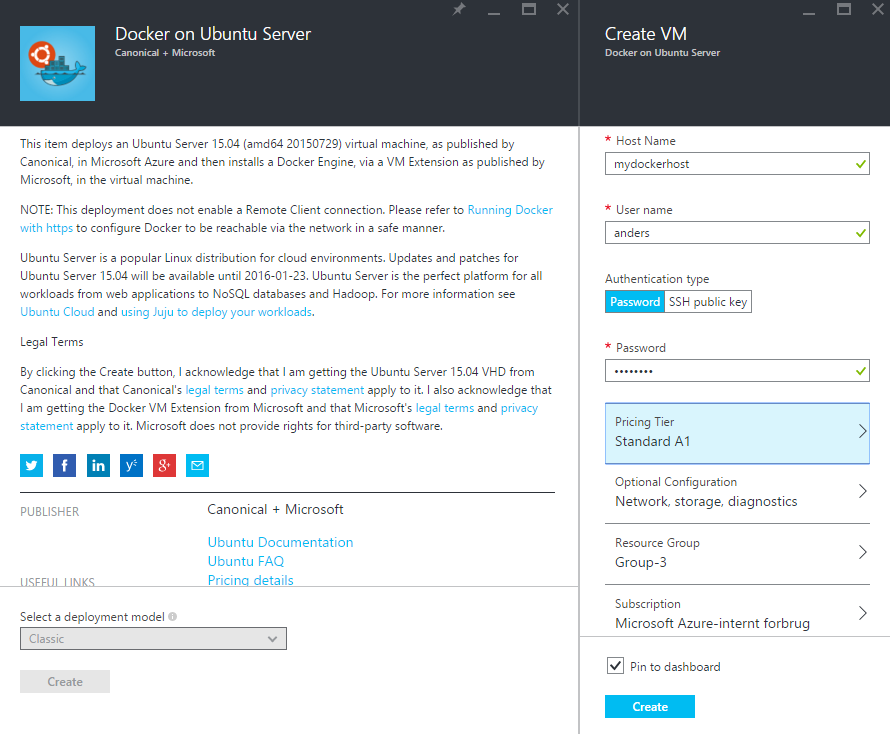 Docker on Ubuntu Server
Canonical + Microsoft
This item deploys an Ubuntu Server 15.04 (amd64 20150729) virtual machine, as published by
Canonical, in Microsoft Azure and then installs a Docker Engine, via a VM Extension as published by
Microsoft, in the virtual machine.
NOTE: This deployment does not enable a Remote Client connection. Please refer to Running Docker
with https to configure Docker to be reachable via the network in a safe manner.
Ubuntu Server is a popular Linux distribution for cloud environments. Updates and patches for
Ubuntu Server 15.04 will be available until 2016-01-23. Ubuntu Server is the perfect platform for all
workloads from web applications to NoSQL databases and Hadoop. For more information see
Ubuntu Cloud and using Juju to deploy your workloads.
Legal Terms
By clicking the Create button, I acknowledge that I am getting the Ubuntu Server 15.04 VHD from
Canonical and that Canonical's legal terms and privacy statement apply to it. I also acknowledge that
I am getting the Docker VM Extension from Microsoft and that Microsoft's legal terms and privacy
statement apply to it. Microsoft does not provide rights for third-party software.
PUBLISHER
Canonical + Microsoft
Ubuntu Documentation
Ubuntu FAQ
USEFUL LINKS
Pricing details
Select a deployment model
Classic
Create
Create VM
Docker on Ubuntu Server
* Host Name
mydockerhost
* User name
anders
Authentication type
Password SSH public key
* Password
••••••••
Pricing Tier
Standard A1
Optional Configuration
Network, storage, diagnostics
Resource Group
Group-3
Subscription
Microsoft Azure-internt forbrug
Pin to dashboard
Create